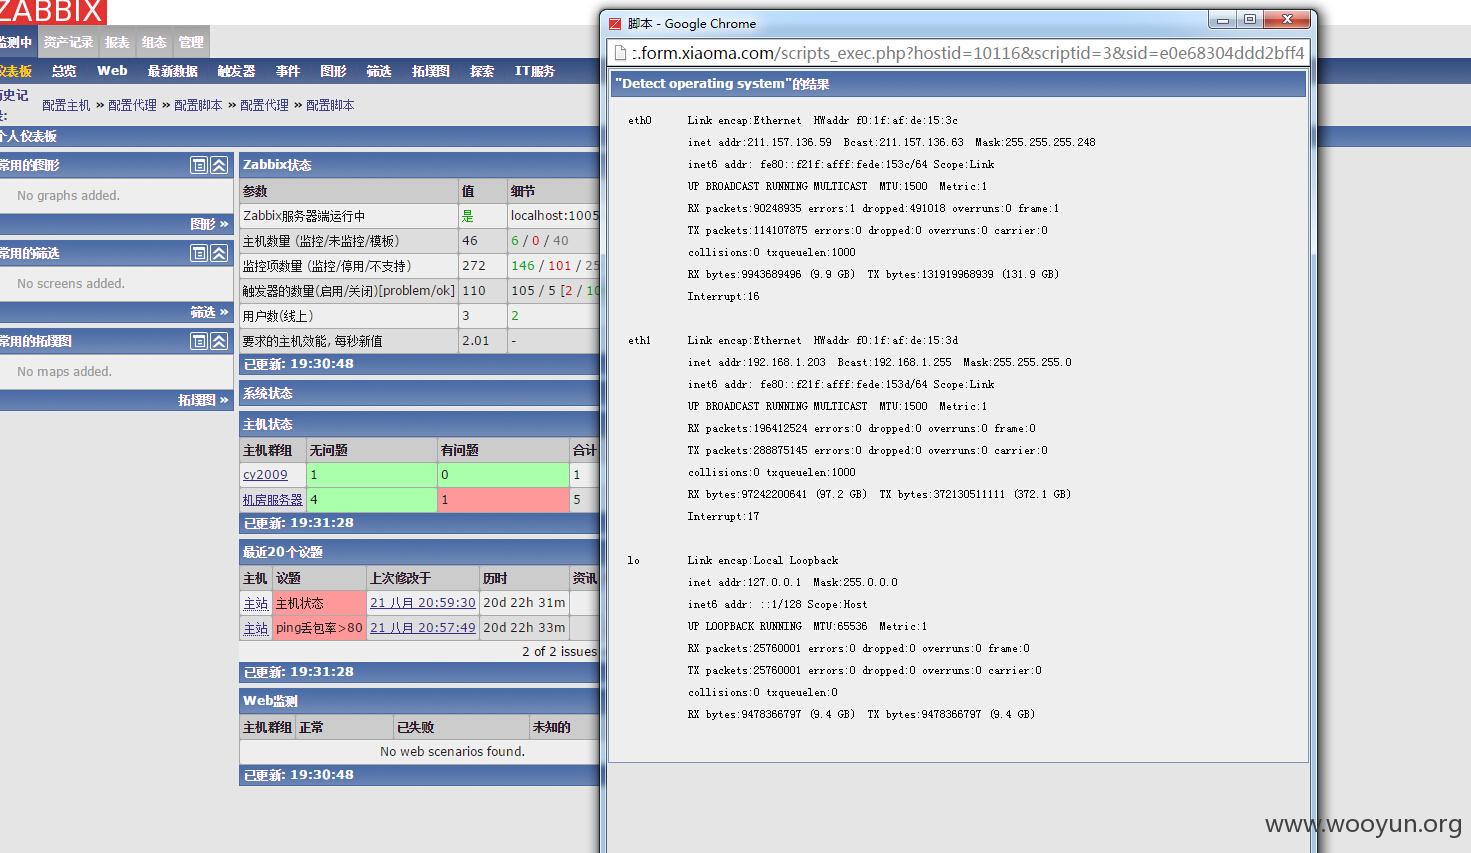 ZABBIX
监测中 资产记录 报表 组态 管理
仪表板 总览 Web 最新数据 触发器 事件 图形 筛选 拓墣图 探索 IT服务
历史记
录: 配置主机 » 配置代理 » 配置脚本 » 配置代理 » 配置脚本
个人仪表板
常用的图形
No graphs added.
图形 »
常用的筛选
No screens added.
筛选 »
常用的拓墣图
No maps added.
拓墣图 »
Zabbix状态
参数 值 细节
Zabbix服务器端运行中 是 localhost:1005
主机数量 (监控/未监控/模板) 46 6 / 0 / 40
监控项数量 (监控/停用/不支持) 272 146 / 101 / 25
触发器的数量(启用/关闭)[problem/ok] 110 105 / 5 [2 / 10
用户数(线上) 3 2
要求的主机效能, 每秒新值 2.01 -
已更新: 19:30:48
系统状态
主机状态
主机群组 无问题 有问题 合计
cy2009 1 0 1
机房服务器 4 1 5
已更新: 19:31:28
最近20个议题
主机 议题 上次修改于 历时 资讯
主站 主机状态 21 八月 20:59:30 20d 22h 31m
主站 ping丢包率>80 21 八月 20:57:49 20d 22h 33m
2 of 2 issues
已更新: 19:31:28
Web监测
主机群组 正常 已失败 未知的
No web scenarios found.
已更新: 19:30:48
脚本 - Google Chrome
:.form.xiaoma.com/scripts_exec.php?hostid=10116&scriptid=3&sid=e0e68304ddd2bff4
"Detect operating system"的结果
eth0 Link encap:Ethernet HWaddr f0:1f:af:de:15:3c
inet addr:211.157.136.59 Bcast:211.157.136.63 Mask:255.255.255.248
inet6 addr: fe80::f21f:afff:fede:153c/64 Scope:Link
UP BROADCAST RUNNING MULTICAST MTU:1500 Metric:1
RX packets:90248935 errors:1 dropped:491018 overruns:0 frame:1
TX packets:114107875 errors:0 dropped:0 overruns:0 carrier:0
collisions:0 txqueuelen:1000
RX bytes:9943689496 (9.9 GB) TX bytes:131919968939 (131.9 GB)
Interrupt:16
eth1 Link encap:Ethernet HWaddr f0:1f:af:de:15:3d
inet addr:192.168.1.203 Bcast:192.168.1.255 Mask:255.255.255.0
inet6 addr: fe80::f21f:afff:fede:153d/64 Scope:Link
UP BROADCAST RUNNING MULTICAST MTU:1500 Metric:1
RX packets:196412524 errors:0 dropped:0 overruns:0 frame:0
TX packets:288875145 errors:0 dropped:0 overruns:0 carrier:0
collisions:0 txqueuelen:1000
RX bytes:97242200641 (97.2 GB) TX bytes:372130511111 (372.1 GB)
Interrupt:17
lo Link encap:Local Loopback
inet addr:127.0.0.1 Mask:255.0.0.0
inet6 addr: ::1/128 Scope:Host
UP LOOPBACK RUNNING MTU:65536 Metric:1
RX packets:25760001 errors:0 dropped:0 overruns:0 frame:0
TX packets:25760001 errors:0 dropped:0 overruns:0 carrier:0
collisions:0 txqueuelen:0
RX bytes:9478366797 (9.4 GB) TX bytes:9478366797 (9.4 GB)
www.wooyun.org